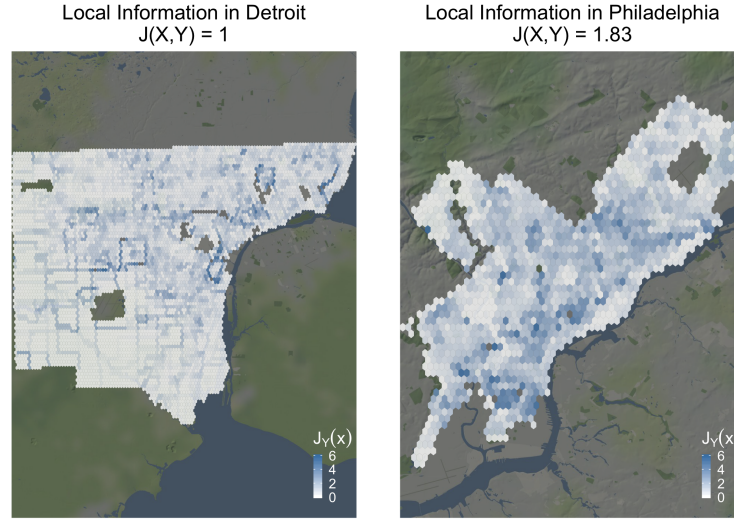 Local Information in Detroit
J(X,Y) = 1
Local Information in Philadelphia
J(X,Y) = 1.83
J_Y(x)
6
4
2
0
J_Y(x)
6
4
2
0